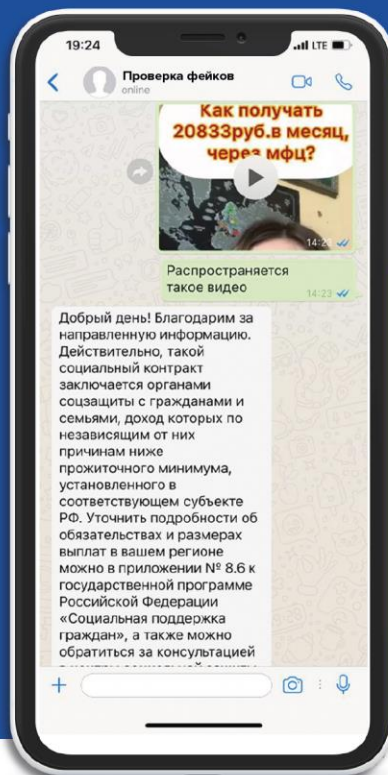 19:24
LTE
Проверка фейков
online
Как получать
20833руб.в месяц,
через мфц?
14:23
Распространяется
такое видео
14:23
Добрый день! Благодарим за
направленную информацию.
Действительно, такой
социальный контракт
заключается органами
соцзащиты с гражданами и
семьями, доход которых по
независящим от них
причинам ниже
прожиточного минимума,
установленного в
соответствующем субъекте
РФ. Уточнить подробности об
обязательствах и размерах
выплат в вашем регионе
можно в приложении № 8.6 к
государственной программе
Российской Федерации
«Социальная поддержка
граждан», а также можно
обратиться за консультацией